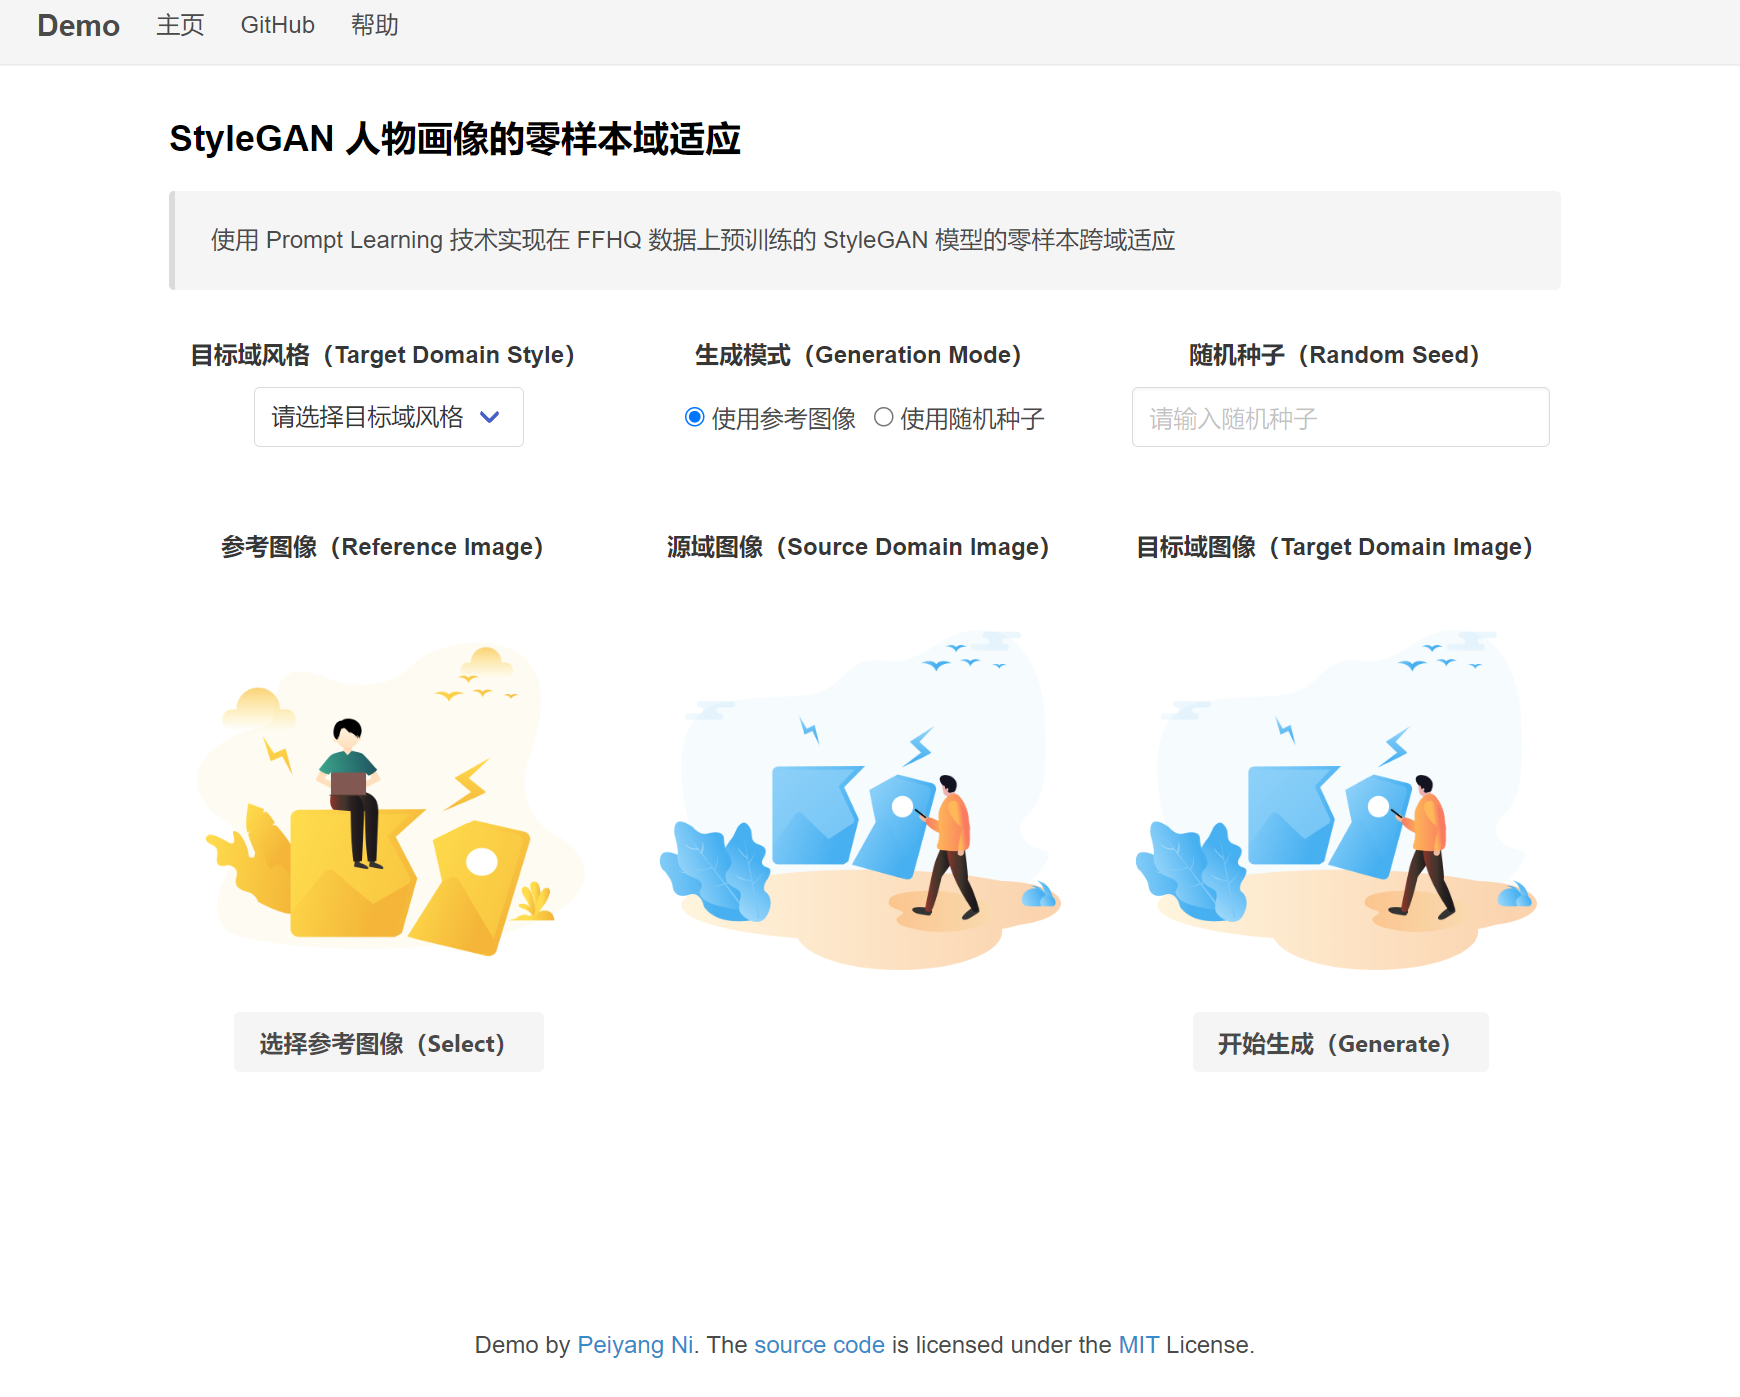 Demo 主页 GitHub 帮助
StyleGAN 人物画像的零样本域适应
使用 Prompt Learning 技术实现在 FFHQ 数据上预训练的 StyleGAN 模型的零样本跨域适应
目标域风格（Target Domain Style）
请选择目标域风格
生成模式（Generation Mode）
使用参考图像 使用随机种子
随机种子（Random Seed）
请输入随机种子
参考图像（Reference Image）
源域图像（Source Domain Image）
目标域图像（Target Domain Image）
选择参考图像（Select）
开始生成（Generate）
Demo by Peiyang Ni. The source code is licensed under the MIT License.